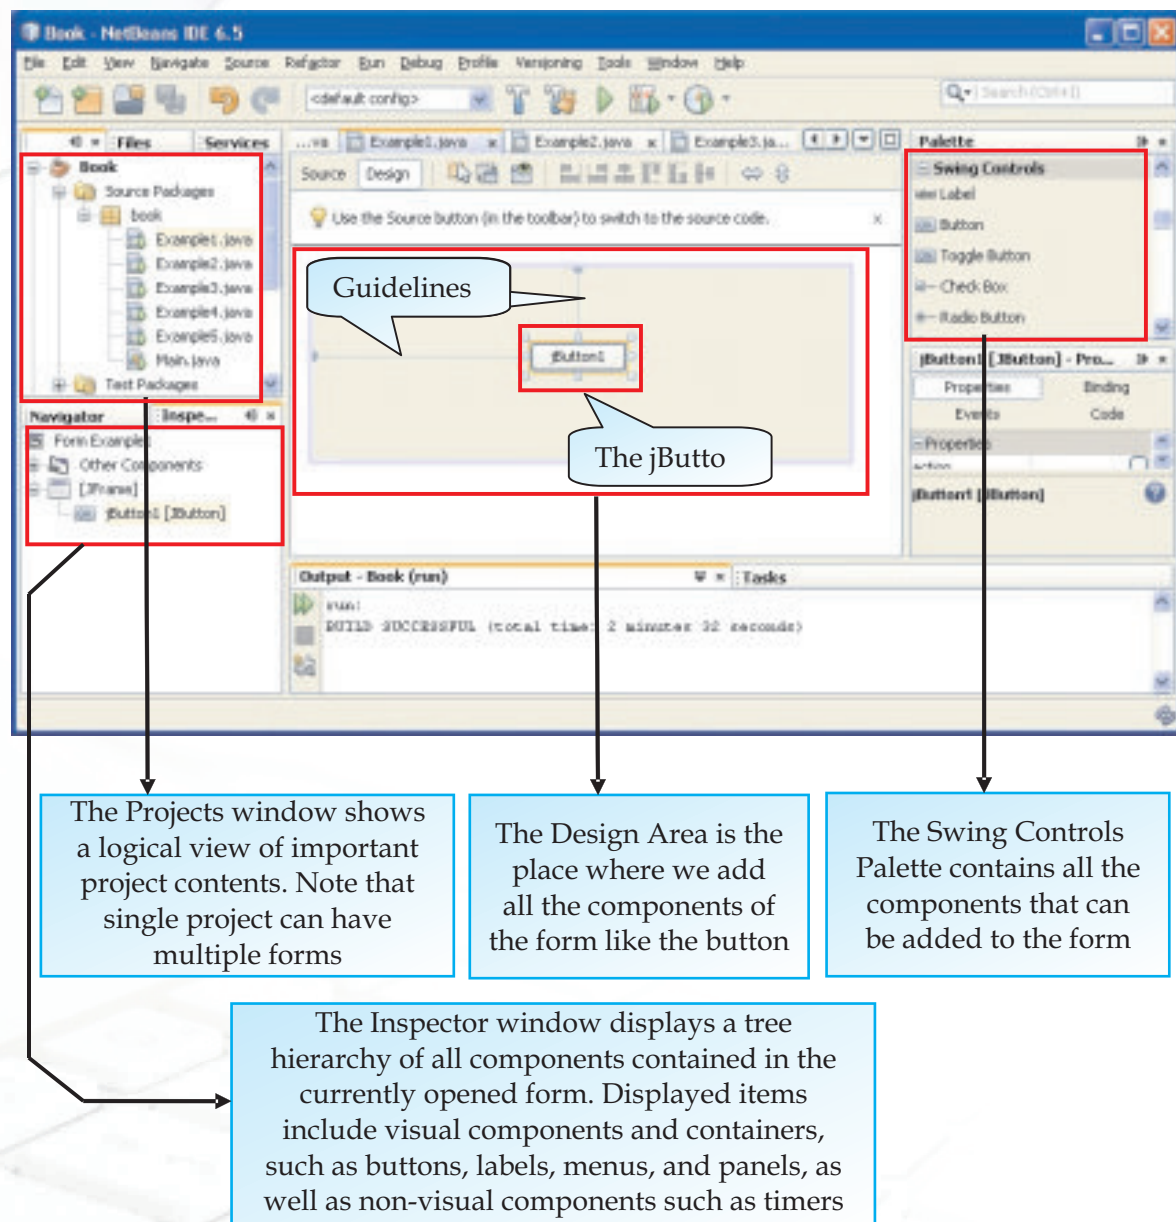 Book - NetBeans IDE 6.5
File Edit View Navigate Source Refactor Run Debug Profile Versioning Tools Window Help
<default config>
Search (Ctrl+I)
Files Services
Book
Source Packages
book
Example1.java
Example2.java
Example3.java
Example4.java
Example5.java
Main.java
Test Packages
Navigator Inspe...
Form Example1
Other Components
[JFrame]
jButton1 [JButton]
...va Example1.java Example2.java Example3.ja...
Source Design
Use the Source button (in the toolbar) to switch to the source code.
Guidelines
jButton1
The jButto
Palette
Swing Controls
Label
Button
Toggle Button
Check Box
Radio Button
jButton1 [JButton] - Pro...
Properties Binding
Events Code
Properties
action
jButton1 [JButton]
Output - Book (run) Tasks
run:
BUILD SUCCESSFUL (total time: 2 minutes 32 seconds)
The Projects window shows
a logical view of important
project contents. Note that
single project can have
multiple forms
The Design Area is the
place where we add
all the components of
the form like the button
The Swing Controls
Palette contains all the
components that can
be added to the form
The Inspector window displays a tree
hierarchy of all components contained in the
currently opened form. Displayed items
include visual components and containers,
such as buttons, labels, menus, and panels, as
well as non-visual components such as timers